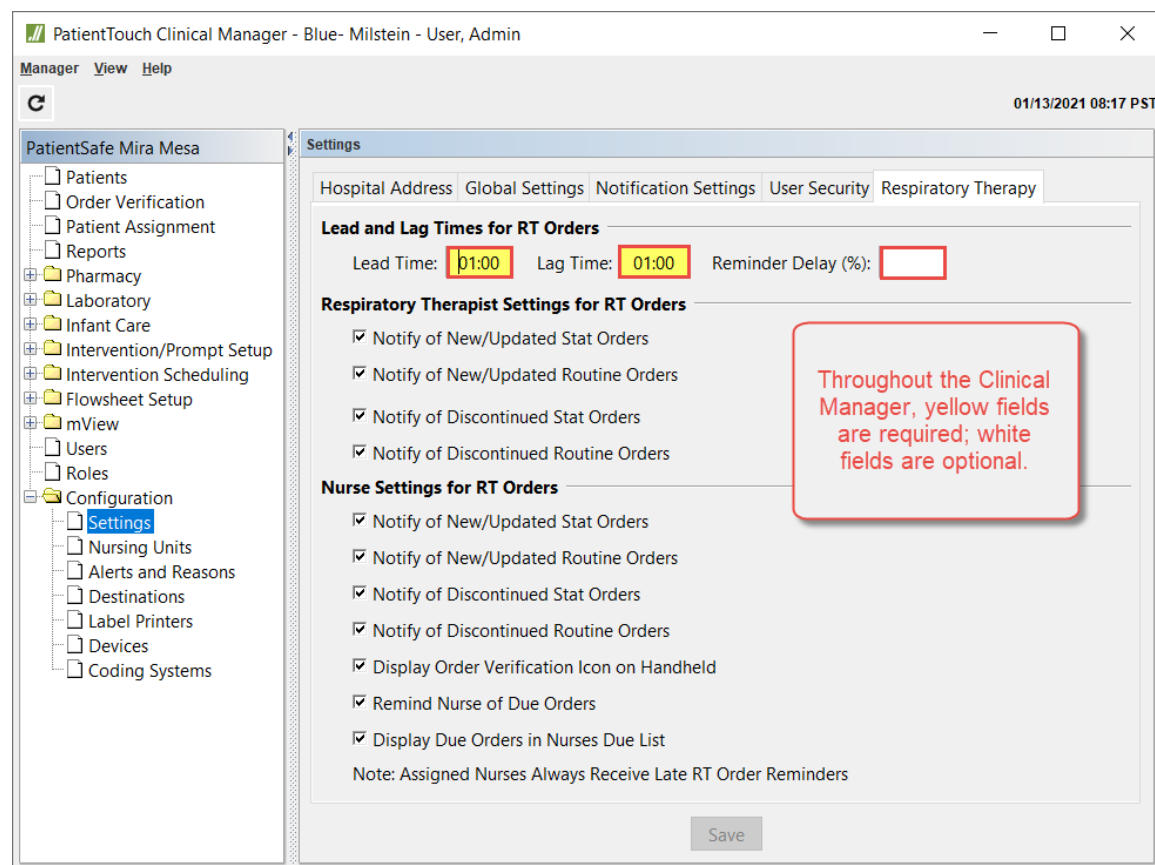 PatientTouch Clinical Manager - Blue- Milstein - User, Admin
Manager View Help
01/13/2021 08:17 PST
PatientSafe Mira Mesa
Patients
Order Verification
Patient Assignment
Reports
Pharmacy
Laboratory
Infant Care
Intervention/Prompt Setup
Intervention Scheduling
Flowsheet Setup
mView
Users
Roles
Configuration
Settings
Nursing Units
Alerts and Reasons
Destinations
Label Printers
Devices
Coding Systems
Settings
Hospital Address Global Settings Notification Settings User Security Respiratory Therapy
Lead and Lag Times for RT Orders
Lead Time: 01:00 Lag Time: 01:00 Reminder Delay (%):
Respiratory Therapist Settings for RT Orders
Notify of New/Updated Stat Orders
Notify of New/Updated Routine Orders
Notify of Discontinued Stat Orders
Notify of Discontinued Routine Orders
Throughout the Clinical
Manager, yellow fields
are required; white
fields are optional.
Nurse Settings for RT Orders
Notify of New/Updated Stat Orders
Notify of New/Updated Routine Orders
Notify of Discontinued Stat Orders
Notify of Discontinued Routine Orders
Display Order Verification Icon on Handheld
Remind Nurse of Due Orders
Display Due Orders in Nurses Due List
Note: Assigned Nurses Always Receive Late RT Order Reminders
Save